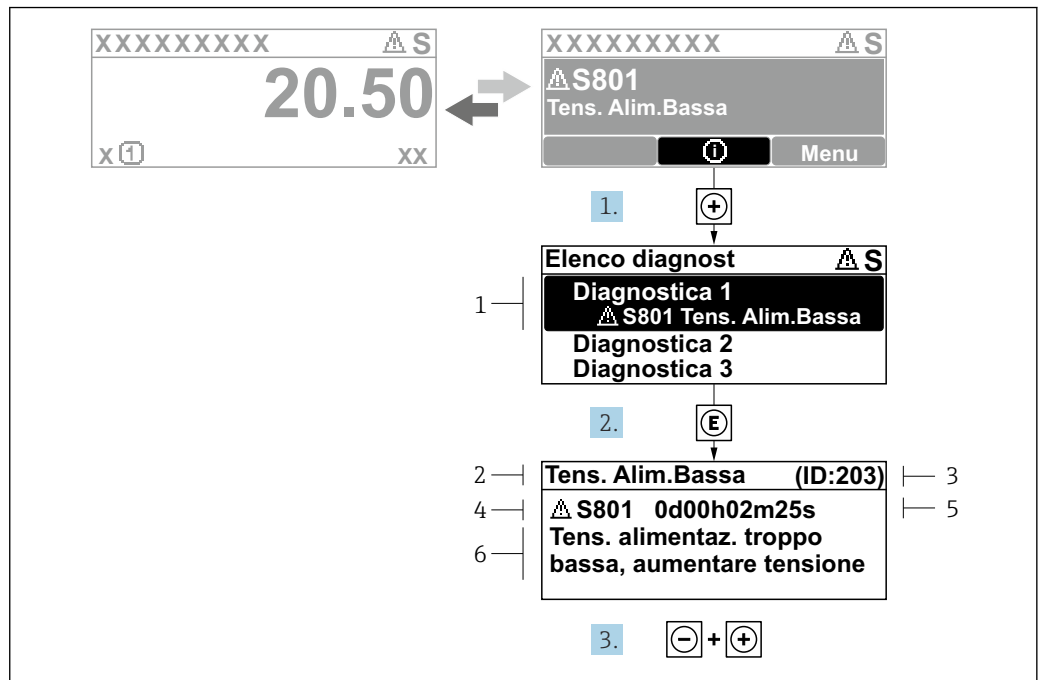 XXXXXXXXX ⚠ S
20.50
X ① XX
XXXXXXXXX ⚠ S
⚠ S801
Tens. Alim.Bassa
ⓘ Menu
1. +
Elenco diagnost ⚠ S
1
Diagnostica 1
⚠ S801 Tens. Alim.Bassa
Diagnostica 2
Diagnostica 3
2. E
2 Tens. Alim.Bassa (ID:203) 3
4 ⚠ S801 0d00h02m25s 5
6
Tens. alimentaz. troppo
bassa, aumentare tensione
3. − + +